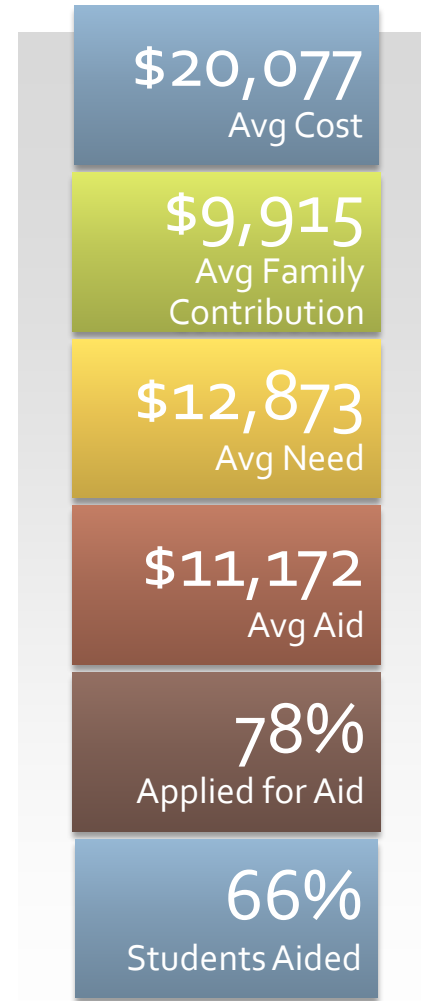 $20,077
Avg Cost
$9,915
Avg Family
Contribution
$12,873
Avg Need
$11,172
Avg Aid
78%
Applied for Aid
66%
Students Aided